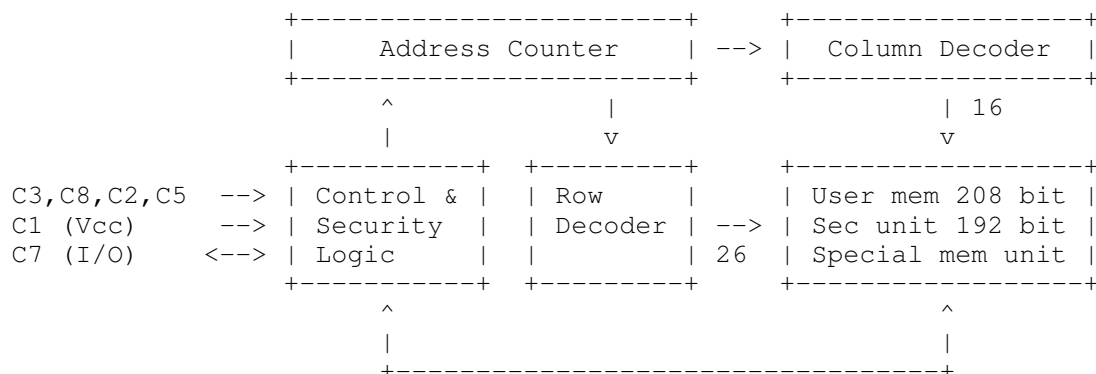 Address Counter --> Column Decoder
16
C3,C8,C2,C5 --> Control & Row User mem 208 bit
C1 (Vcc) --> Security Decoder --> Sec unit 192 bit
C7 (I/O) <--> Logic 26 Special mem unit